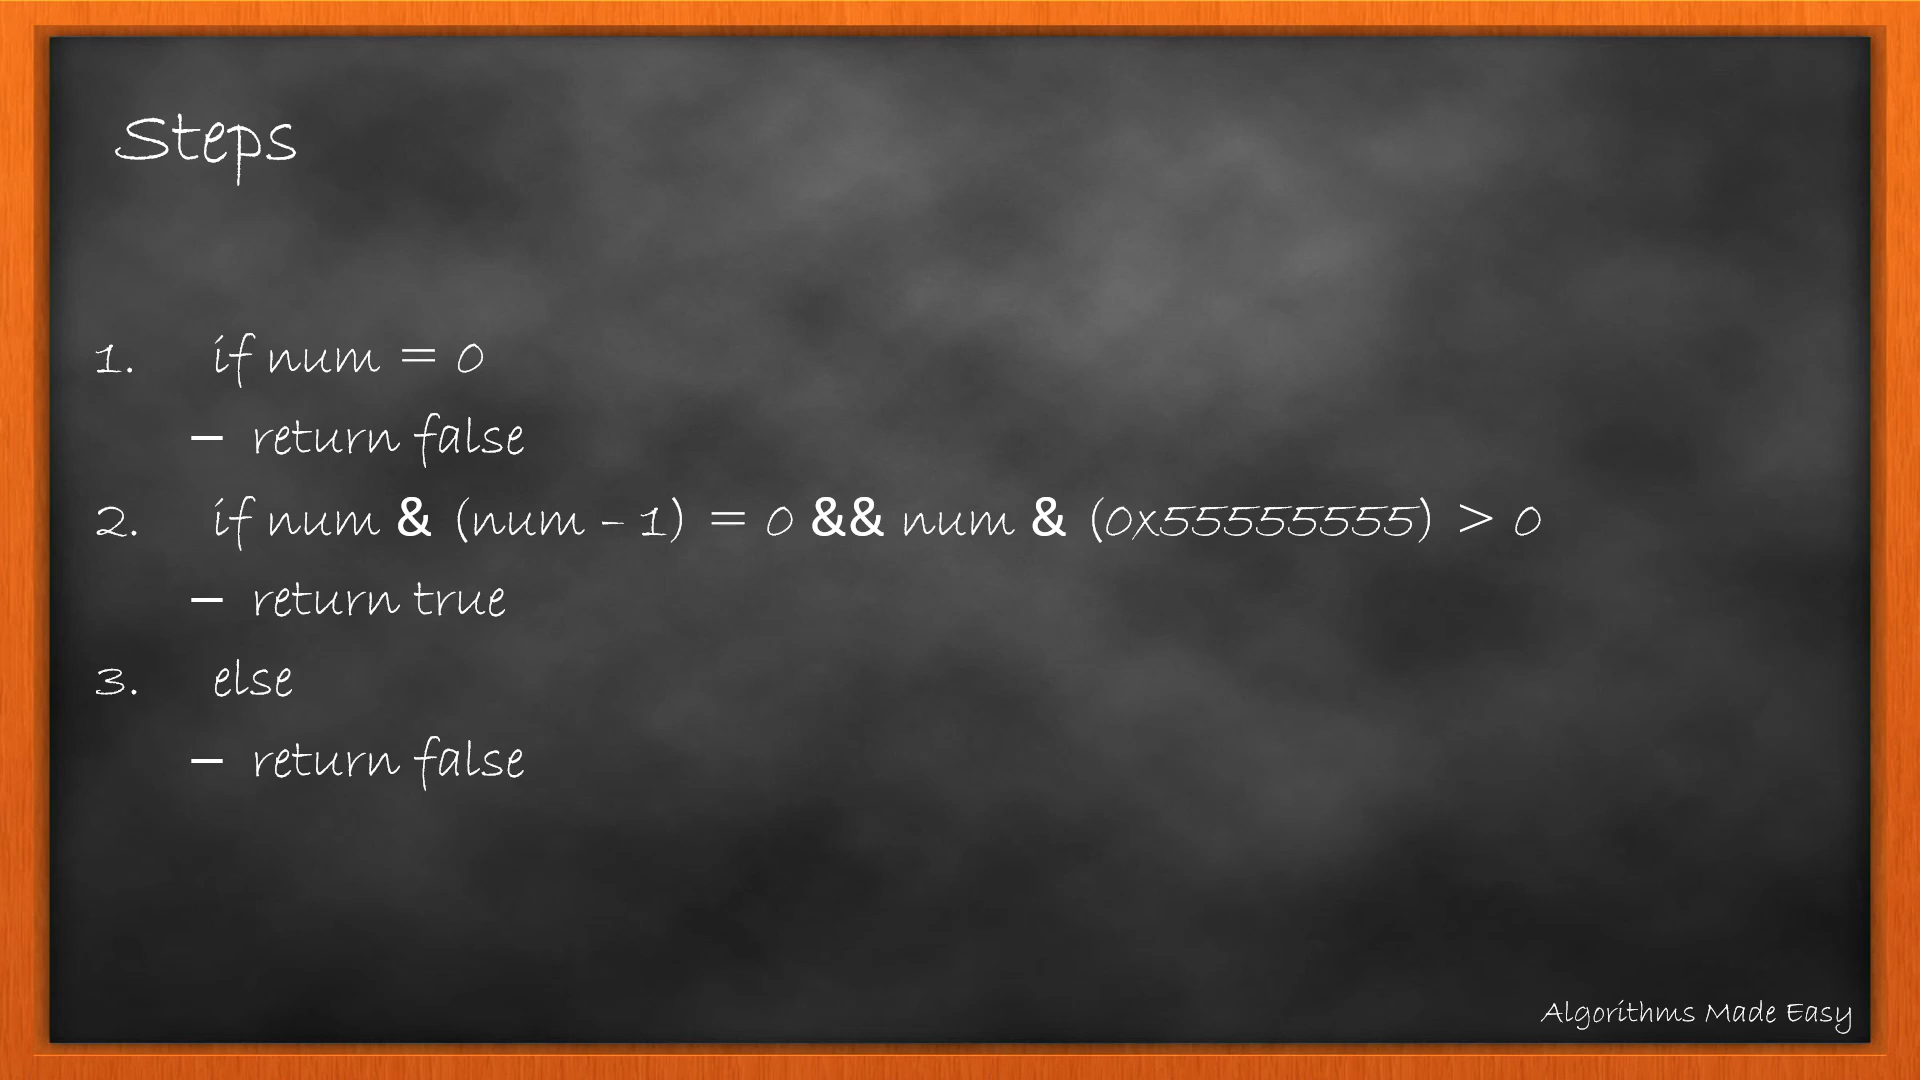 Steps
1. if num = 0
– return false
2. if num & (num – 1) = 0 && num & (0x55555555) > 0
– return true
3. else
– return false
Algorithms Made Easy